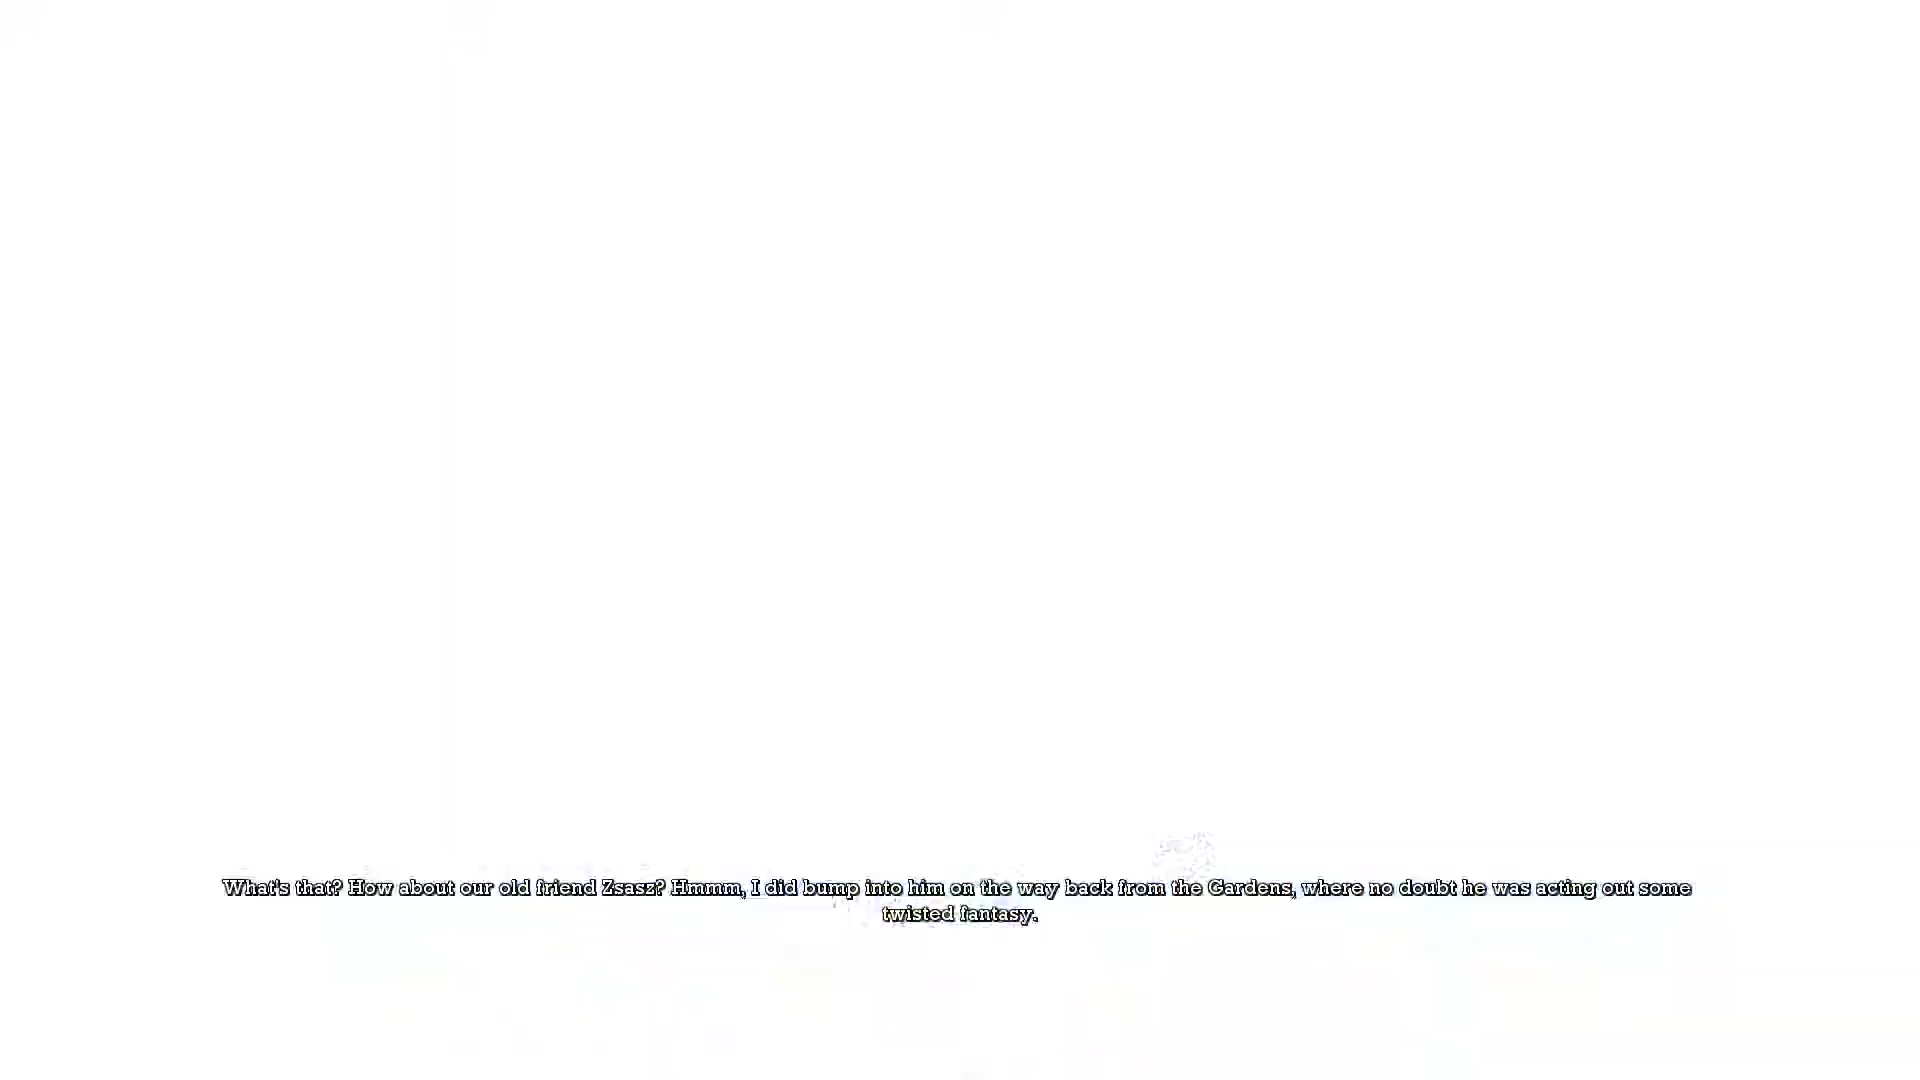 What's that? How about our old friend Zsasz? Hmmm, I did bump into him on the way back from the Gardens, where no doubt he was acting out some
twisted fantasy.